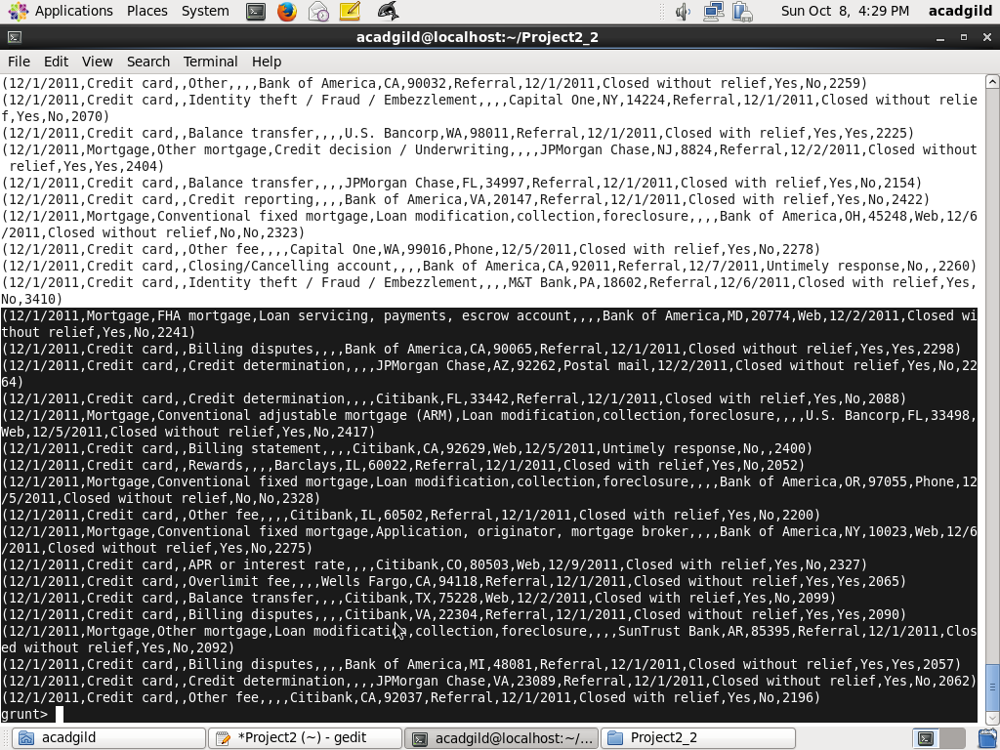 Applications Places System Sun Oct 8, 4:29 PM acadgild
acadgild@localhost:~/Project2_2
File Edit View Search Terminal Help
(12/1/2011,Credit card,,Other,,,,Bank of America,CA,90032,Referral,12/1/2011,Closed without relief,Yes,No,2259)
(12/1/2011,Credit card,,Identity theft / Fraud / Embezzlement,,,,Capital One,NY,14224,Referral,12/1/2011,Closed without relie
f,Yes,No,2070)
(12/1/2011,Credit card,,Balance transfer,,,,U.S. Bancorp,WA,98011,Referral,12/1/2011,Closed with relief,Yes,Yes,2225)
(12/1/2011,Mortgage,Other mortgage,Credit decision / Underwriting,,,,JPMorgan Chase,NJ,8824,Referral,12/2/2011,Closed without
 relief,Yes,Yes,2404)
(12/1/2011,Credit card,,Balance transfer,,,,JPMorgan Chase,FL,34997,Referral,12/1/2011,Closed with relief,Yes,No,2154)
(12/1/2011,Credit card,,Credit reporting,,,,Bank of America,VA,20147,Referral,12/1/2011,Closed without relief,Yes,No,2422)
(12/1/2011,Mortgage,Conventional fixed mortgage,Loan modification,collection,foreclosure,,,,Bank of America,OH,45248,Web,12/6
/2011,Closed without relief,No,No,2323)
(12/1/2011,Credit card,,Other fee,,,,Capital One,WA,99016,Phone,12/5/2011,Closed with relief,Yes,No,2278)
(12/1/2011,Credit card,,Closing/Cancelling account,,,,Bank of America,CA,92011,Referral,12/7/2011,Untimely response,No,,2260)
(12/1/2011,Credit card,,Identity theft / Fraud / Embezzlement,,,,M&T Bank,PA,18602,Referral,12/6/2011,Closed with relief,Yes,
No,3410)
(12/1/2011,Mortgage,FHA mortgage,Loan servicing, payments, escrow account,,,,Bank of America,MD,20774,Web,12/2/2011,Closed wi
thout relief,Yes,No,2241)
(12/1/2011,Credit card,,Billing disputes,,,,Bank of America,CA,90065,Referral,12/1/2011,Closed without relief,Yes,Yes,2298)
(12/1/2011,Credit card,,Credit determination,,,,JPMorgan Chase,AZ,92262,Postal mail,12/2/2011,Closed without relief,Yes,No,22
64)
(12/1/2011,Credit card,,Credit determination,,,,Citibank,FL,33442,Referral,12/1/2011,Closed with relief,Yes,No,2088)
(12/1/2011,Mortgage,Conventional adjustable mortgage (ARM),Loan modification,collection,foreclosure,,,,U.S. Bancorp,FL,33498,
Web,12/5/2011,Closed without relief,Yes,No,2417)
(12/1/2011,Credit card,,Billing statement,,,,Citibank,CA,92629,Web,12/5/2011,Untimely response,No,,2400)
(12/1/2011,Credit card,,Rewards,,,,Barclays,IL,60022,Referral,12/1/2011,Closed with relief,Yes,No,2052)
(12/1/2011,Mortgage,Conventional fixed mortgage,Loan modification,collection,foreclosure,,,,Bank of America,OR,97055,Phone,12
/5/2011,Closed without relief,No,No,2328)
(12/1/2011,Credit card,,Other fee,,,,Citibank,IL,60502,Referral,12/1/2011,Closed with relief,Yes,No,2200)
(12/1/2011,Mortgage,Conventional fixed mortgage,Application, originator, mortgage broker,,,,Bank of America,NY,10023,Web,12/6
/2011,Closed without relief,Yes,No,2275)
(12/1/2011,Credit card,,APR or interest rate,,,,Citibank,CO,80503,Web,12/9/2011,Closed with relief,Yes,No,2327)
(12/1/2011,Credit card,,Overlimit fee,,,,Wells Fargo,CA,94118,Referral,12/1/2011,Closed with relief,Yes,No,2065)
(12/1/2011,Credit card,,Balance transfer,,,,Citibank,TX,75228,Web,12/2/2011,Closed with relief,Yes,No,2099)
(12/1/2011,Credit card,,Billing disputes,,,,Citibank,VA,22304,Referral,12/1/2011,Closed without relief,Yes,Yes,2090)
(12/1/2011,Mortgage,Other mortgage,Loan modification,collection,foreclosure,,,,SunTrust Bank,AR,85395,Referral,12/1/2011,Clos
ed without relief,Yes,No,2092)
(12/1/2011,Credit card,,Billing disputes,,,,Bank of America,MI,48081,Referral,12/1/2011,Closed without relief,Yes,Yes,2057)
(12/1/2011,Credit card,,Credit determination,,,,JPMorgan Chase,VA,23089,Referral,12/1/2011,Closed without relief,Yes,No,2062)
(12/1/2011,Credit card,,Other fee,,,,Citibank,CA,92037,Referral,12/1/2011,Closed with relief,Yes,No,2196)
grunt>
acadgild *Project2 (~) - gedit acadgild@localhost:~/... Project2_2